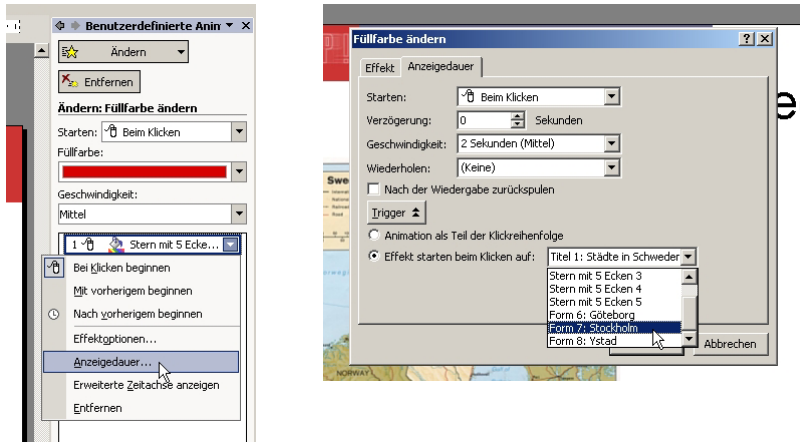 Benutzerdefinierte Anim
Ändern
Entfernen
Ändern: Füllfarbe ändern
Starten: Beim Klicken
Füllfarbe:
Geschwindigkeit:
Mittel
1 Stern mit 5 Ecke...
Bei Klicken beginnen
Mit vorherigem beginnen
Nach vorherigem beginnen
Effektoptionen...
Anzeigedauer...
Erweiterte Zeitachse anzeigen
Entfernen
Füllfarbe ändern
Effekt Anzeigedauer
Starten: Beim Klicken
Verzögerung: 0 Sekunden
Geschwindigkeit: 2 Sekunden (Mittel)
Wiederholen: (Keine)
Nach der Wiedergabe zurückspulen
Trigger
Animation als Teil der Klickreihenfolge
Effekt starten beim Klicken auf: Titel 1: Städte in Schweden
Stern mit 5 Ecken 3
Stern mit 5 Ecken 4
Stern mit 5 Ecken 5
Form 6: Göteborg
Form 7: Stockholm
Form 8: Ystad
Abbrechen
Swe
NORWAY
e